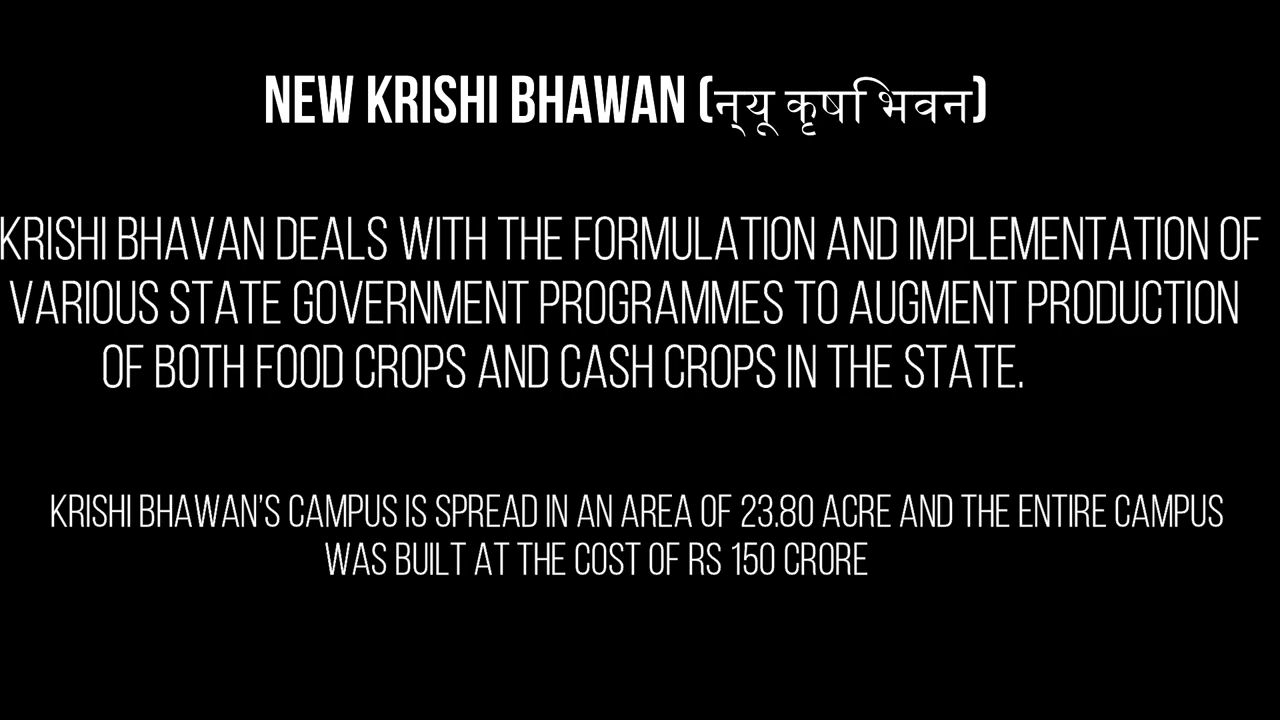 NEW KRISHI BHAWAN (न्यू कृषि भवन)
KRISHI BHAVAN DEALS WITH THE FORMULATION AND IMPLEMENTATION OF
VARIOUS STATE GOVERNMENT PROGRAMMES TO AUGMENT PRODUCTION
OF BOTH FOOD CROPS AND CASH CROPS IN THE STATE.
KRISHI BHAWAN'S CAMPUS IS SPREAD IN AN AREA OF 23.80 ACRE AND THE ENTIRE CAMPUS
WAS BUILT AT THE COST OF RS 150 CRORE